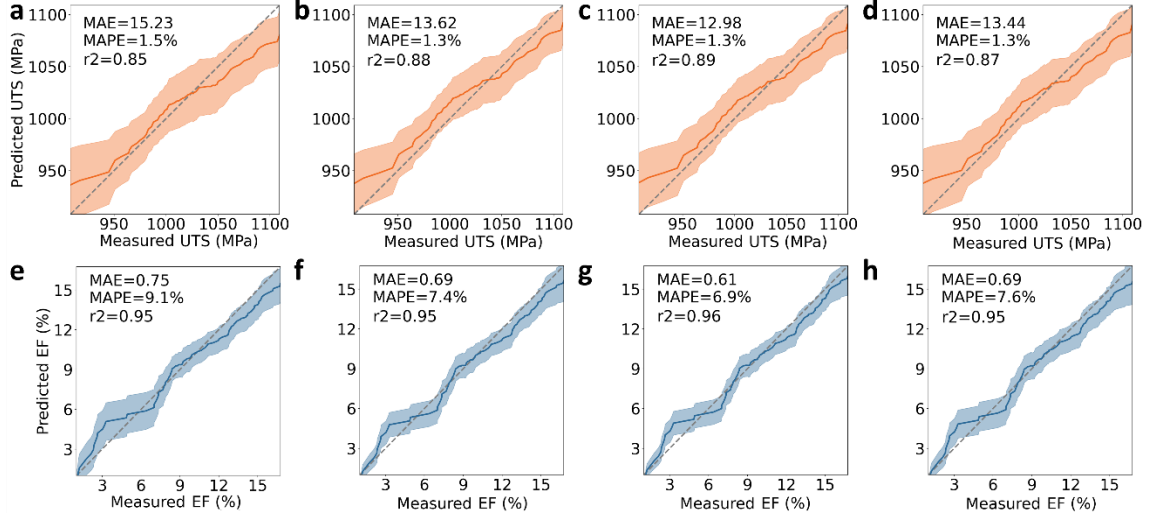 a
MAE=15.23
MAPE=1.5%
r2=0.85
1100
1050
1000
950
Predicted UTS (MPa)
950 1000 1050 1100
Measured UTS (MPa)
b
MAE=13.62
MAPE=1.3%
r2=0.88
950 1000 1050 1100
Measured UTS (MPa)
c
MAE=12.98
MAPE=1.3%
r2=0.89
950 1000 1050 1100
Measured UTS (MPa)
d
MAE=13.44
MAPE=1.3%
r2=0.87
1100
1050
1000
950
950 1000 1050 1100
Measured UTS (MPa)
e
MAE=0.75
MAPE=9.1%
r2=0.95
15
12
9
6
3
Predicted EF (%)
3 6 9 12 15
Measured EF (%)
f
MAE=0.69
MAPE=7.4%
r2=0.95
15
12
9
6
3
3 6 9 12 15
Measured EF (%)
g
MAE=0.61
MAPE=6.9%
r2=0.96
15
12
9
6
3
3 6 9 12 15
Measured EF (%)
h
MAE=0.69
MAPE=7.6%
r2=0.95
15
12
9
6
3
3 6 9 12 15
Measured EF (%)